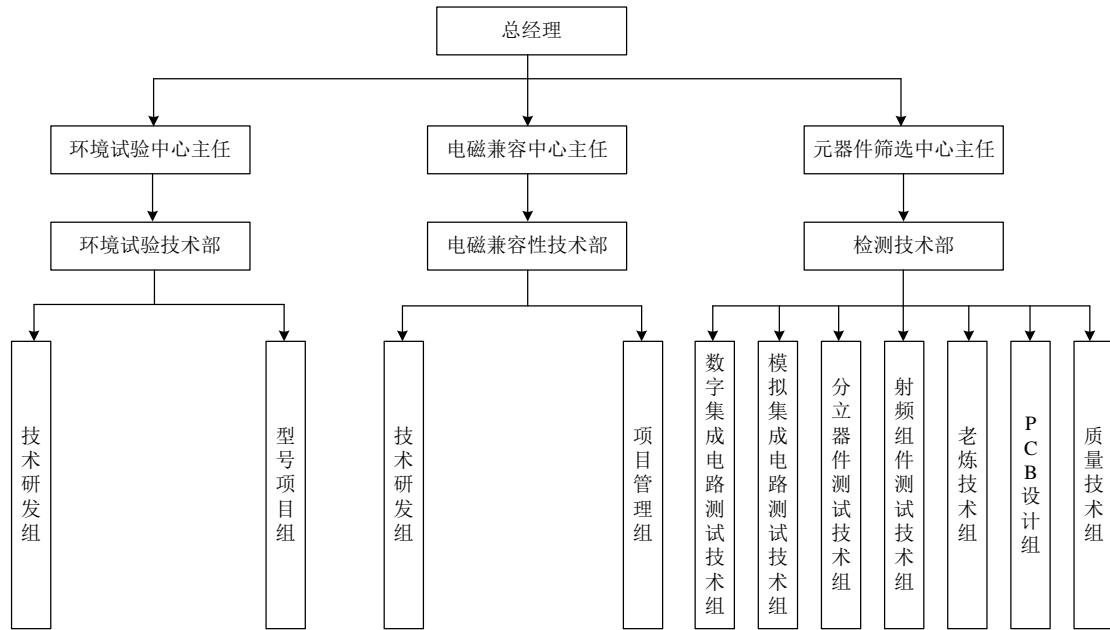 总经理
环境试验中心主任
电磁兼容中心主任
元器件筛选中心主任
环境试验技术部
电磁兼容性技术部
检测技术部
技术研发组
型号项目组
技术研发组
项目管理组
数字集成电路测试技术组
模拟集成电路测试技术组
分立器件测试技术组
射频组件测试技术组
老炼技术组
PCB设计组
质量技术组